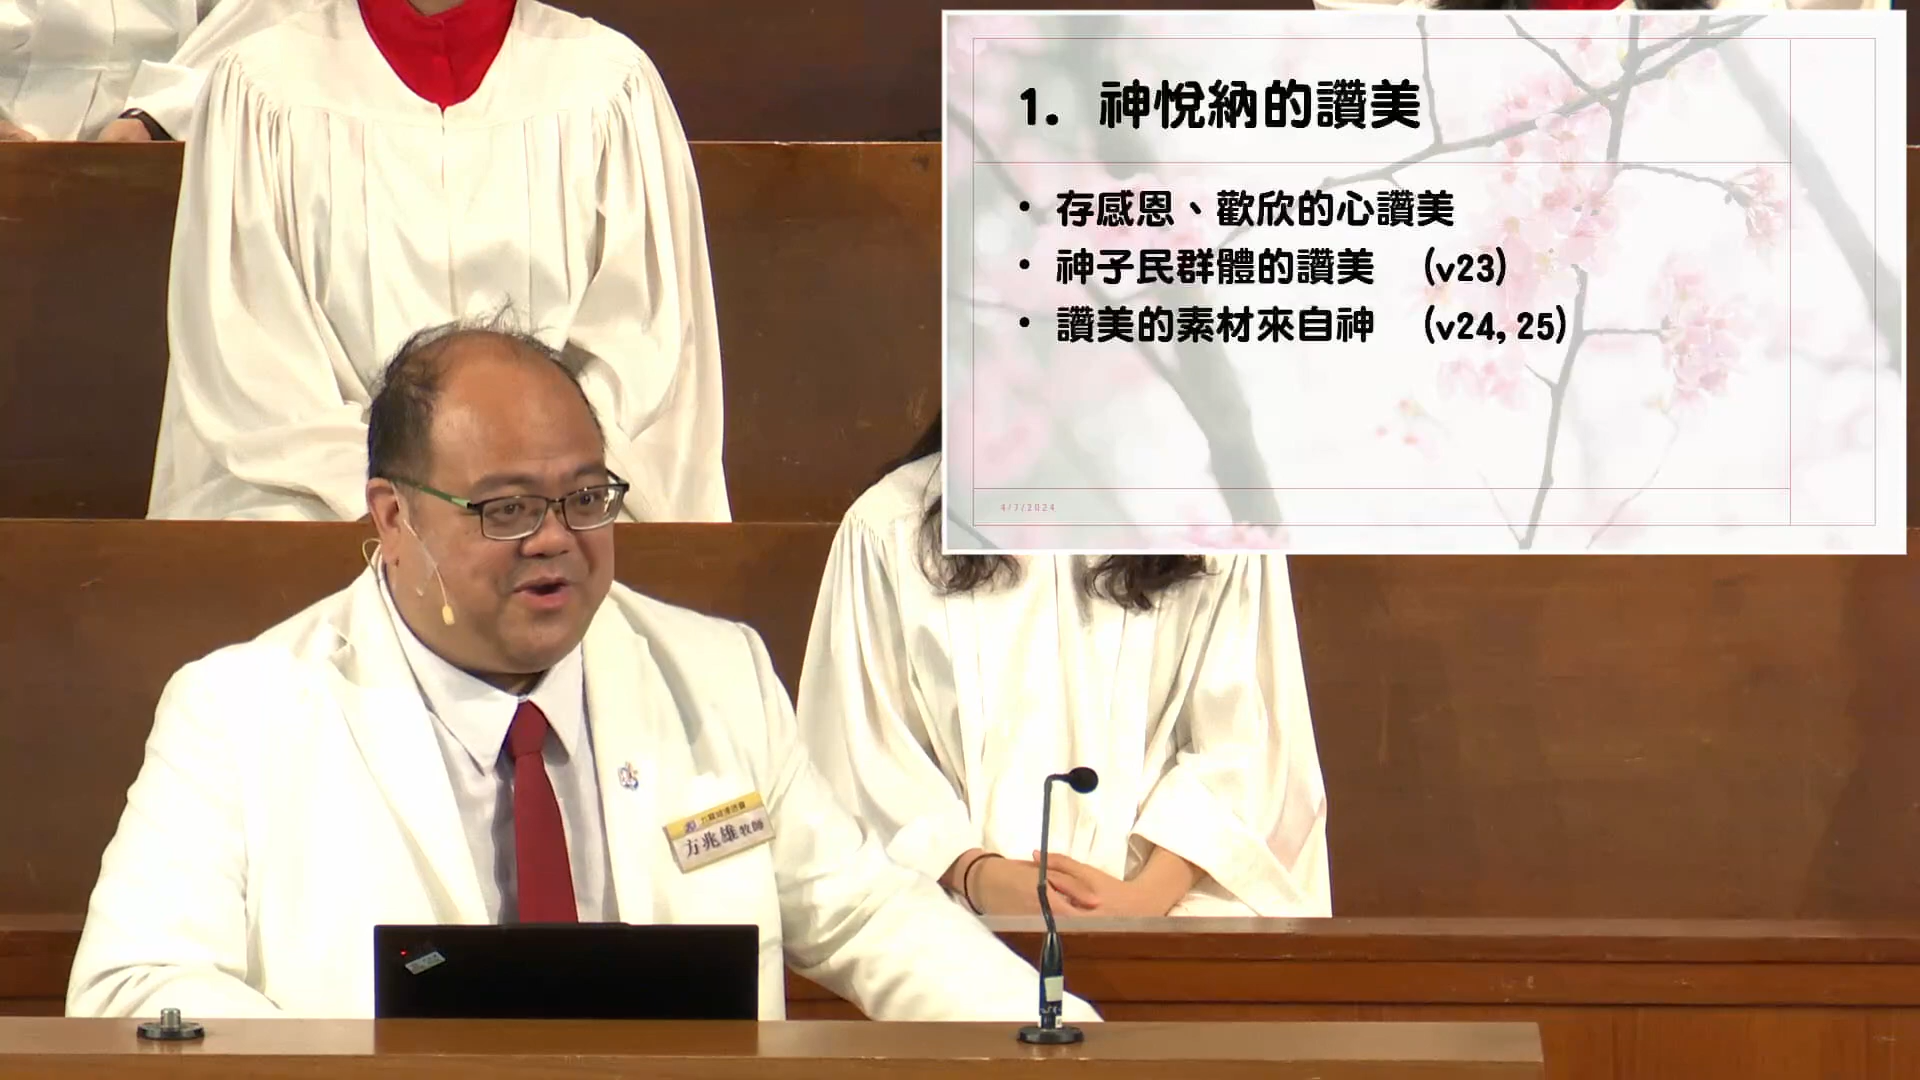 1. 神悅納的讚美
• 存感恩、歡欣的心讚美
• 神子民群體的讚美 (v23)
• 讚美的素材來自神 (v24, 25)
4/7/2024
方兆雄牧師